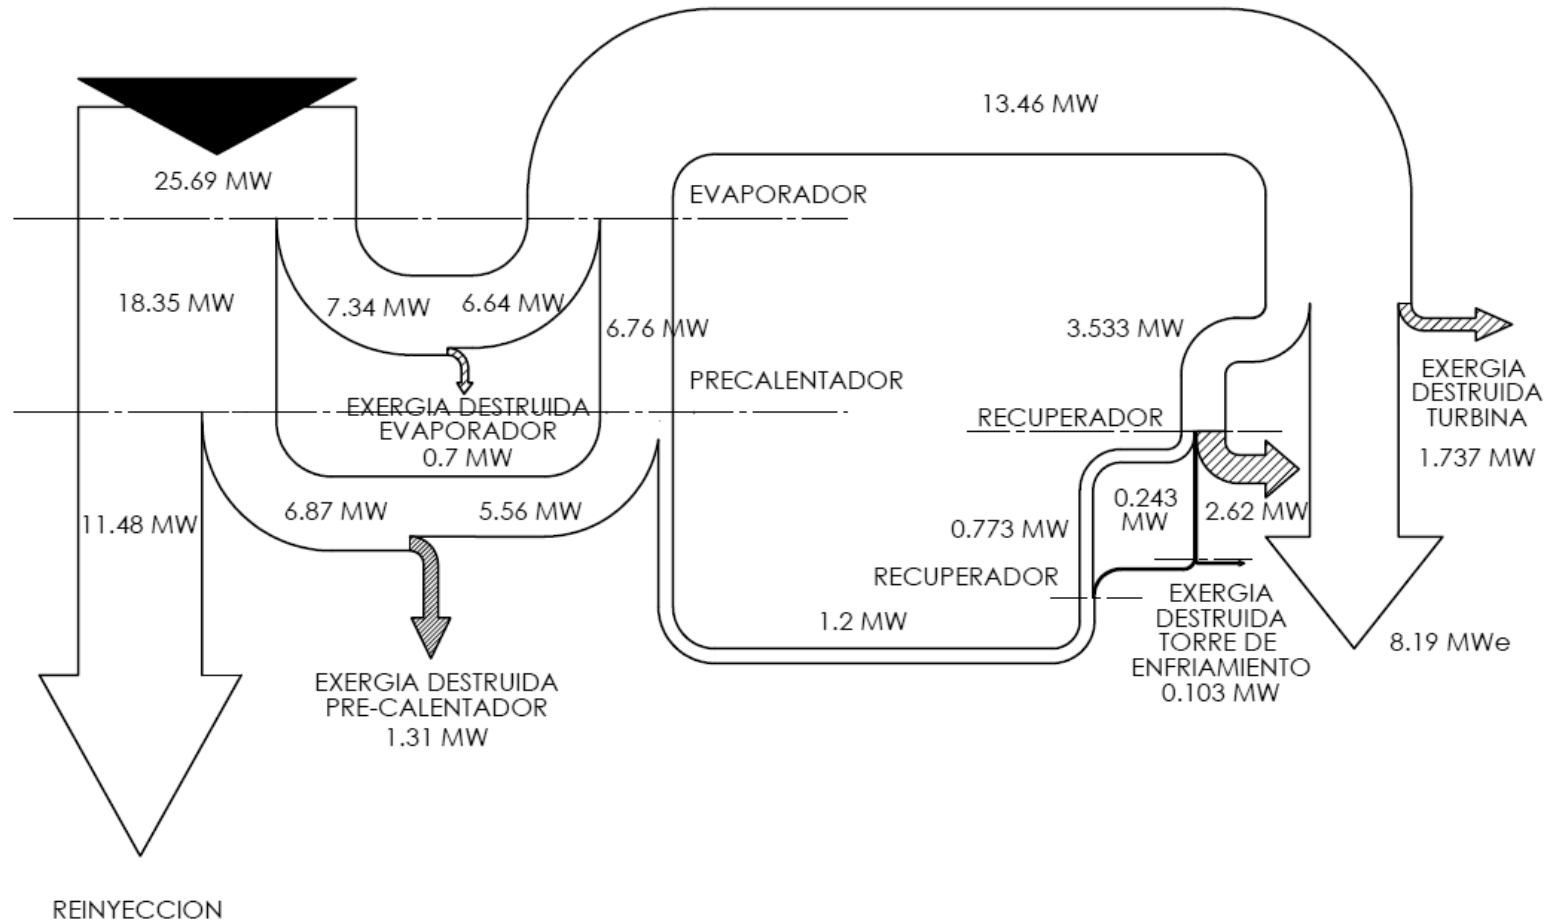 13.46 MW
25.69 MW
EVAPORADOR
18.35 MW
7.34 MW
6.64 MW
6.76 MW
3.533 MW
PRECALENTADOR
EXERGIA DESTRUIDA
EVAPORADOR
0.7 MW
EXERGIA
DESTRUIDA
TURBINA
1.737 MW
RECUPERADOR
11.48 MW
6.87 MW
5.56 MW
0.773 MW
0.243
MW
2.62 MW
RECUPERADOR
1.2 MW
EXERGIA
DESTRUIDA
TORRE DE
ENFRIAMIENTO
0.103 MW
8.19 MWe
EXERGIA DESTRUIDA
PRE-CALENTADOR
1.31 MW
REINYECCION